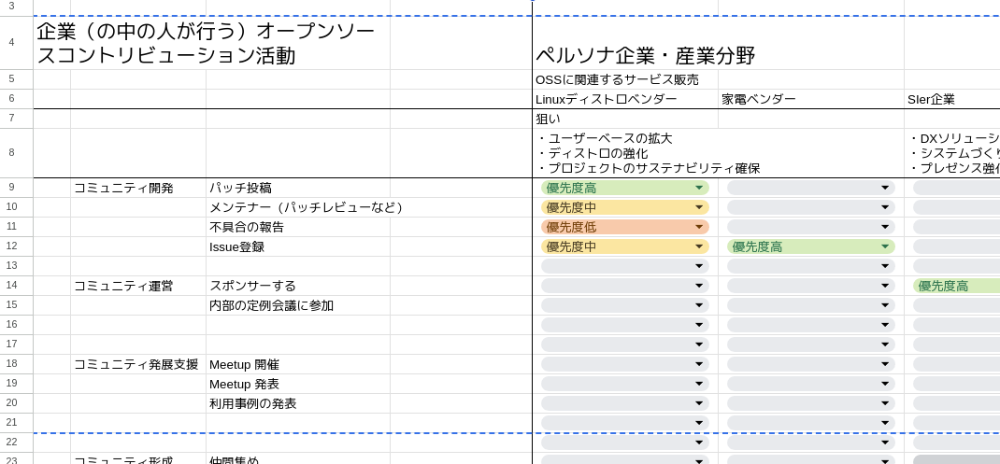 3
4 企業（の中の人が行う）オープンソー
スコントリビューション活動 ペルソナ企業・産業分野
5 OSSに関連するサービス販売
6 Linuxディストロベンダー 家電ベンダー SIer企業
7 狙い
8 ・ユーザーベースの拡大 ・DXソリューシ
・ディストロの強化 ・システムづく
・プロジェクトのサステナビリティ確保 ・プレゼンス強
9 コミュニティ開発 パッチ投稿 優先度高
10 メンテナー（パッチレビューなど） 優先度中
11 不具合の報告 優先度低
12 Issue登録 優先度中 優先度高
13
14 コミュニティ運営 スポンサーする 優先度高
15 内部の定例会議に参加
16
17
18 コミュニティ発展支援 Meetup 開催
19 Meetup 発表
20 利用事例の発表
21
22
23 コミュニティ形成 仲間集め